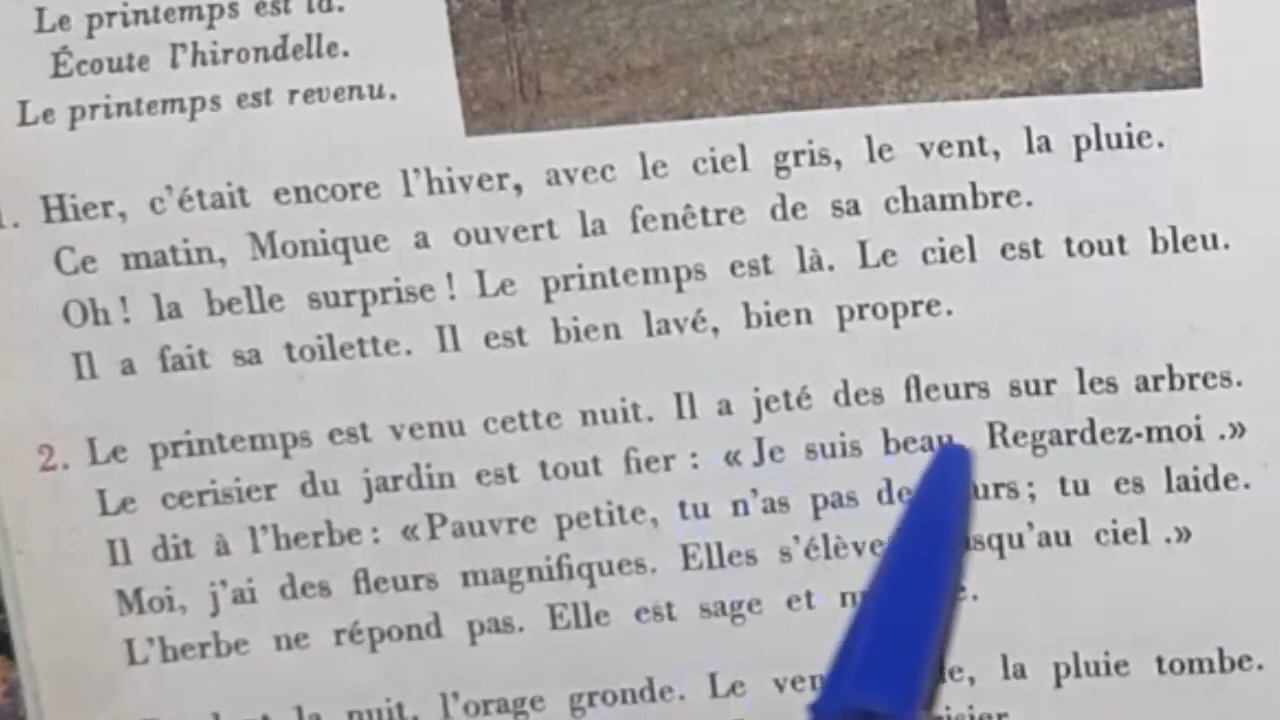 Le printemps est là.
Écoute l'hirondelle.
Le printemps est revenu.
1. Hier, c'était encore l'hiver, avec le ciel gris, le vent, la pluie.
Ce matin, Monique a ouvert la fenêtre de sa chambre.
Oh! la belle surprise! Le printemps est là. Le ciel est tout bleu.
Il a fait sa toilette. Il est bien lavé, bien propre.
2. Le printemps est venu cette nuit. Il a jeté des fleurs sur les arbres.
Le cerisier du jardin est tout fier : «Je suis beau. Regardez-moi .»
Il dit à l'herbe : «Pauvre petite, tu n'as pas de ; tu es laide.
Moi, j'ai des fleurs magnifiques. Elles jusqu'au ciel .»
L'herbe ne répond pas. Elle est sage et
la nuit, l'orage gronde. Le la pluie tombe.